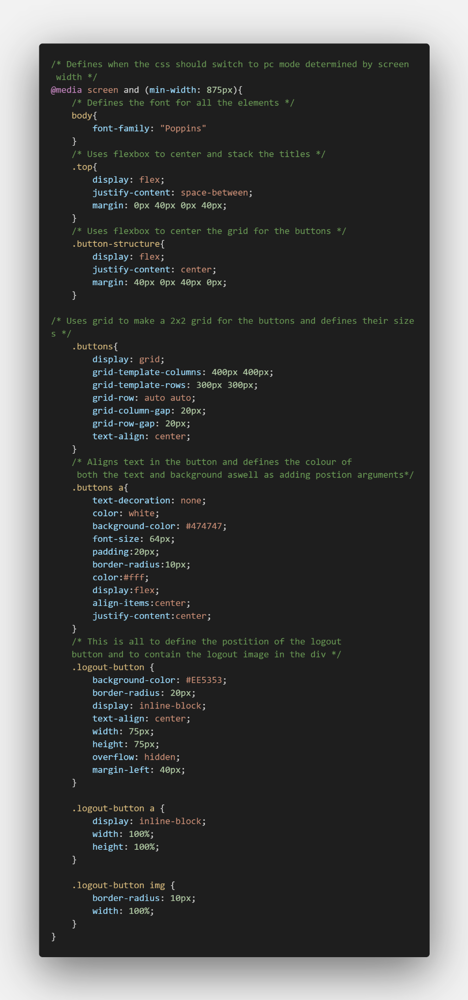 /* Defines when the css should switch to pc mode determined by screen
 width */
@media screen and (min-width: 875px){
    /* Defines the font for all the elements */
    body{
        font-family: "Poppins"
    }
    /* Uses flexbox to center and stack the titles */
    .top{
        display: flex;
        justify-content: space-between;
        margin: 0px 40px 0px 40px;
    }
    /* Uses flexbox to center the grid for the buttons */
    .button-structure{
        display: flex;
        justify-content: center;
        margin: 40px 0px 40px 0px;
    }

/* Uses grid to make a 2x2 grid for the buttons and defines their size
s */
    .buttons{
        display: grid;
        grid-template-columns: 400px 400px;
        grid-template-rows: 300px 300px;
        grid-row: auto auto;
        grid-column-gap: 20px;
        grid-row-gap: 20px;
        text-align: center;
    }
    /* Aligns text in the button and defines the colour of
     both the text and background aswell as adding postion arguments*/
    .buttons a{
        text-decoration: none;
        color: white;
        background-color: #474747;
        font-size: 64px;
        padding:20px;
        border-radius:10px;
        color:#fff;
        display:flex;
        align-items:center;
        justify-content:center;
    }
    /* This is all to define the postition of the logout
    button and to contain the logout image in the div */
    .logout-button {
        background-color: #EE5353;
        border-radius: 20px;
        display: inline-block;
        text-align: center;
        width: 75px;
        height: 75px;
        overflow: hidden;
        margin-left: 40px;
    }

    .logout-button a {
        display: inline-block;
        width: 100%;
        height: 100%;
    }

    .logout-button img {
        border-radius: 10px;
        width: 100%;
    }
}